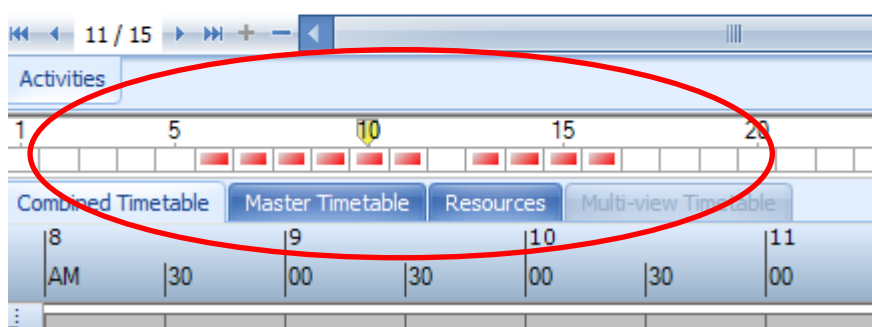 11 / 15
Activities
1 5 10 15 20
Combined Timetable Master Timetable Resources Multi-view Timetable
8 9 10 11
AM 30 00 30 00 30 00